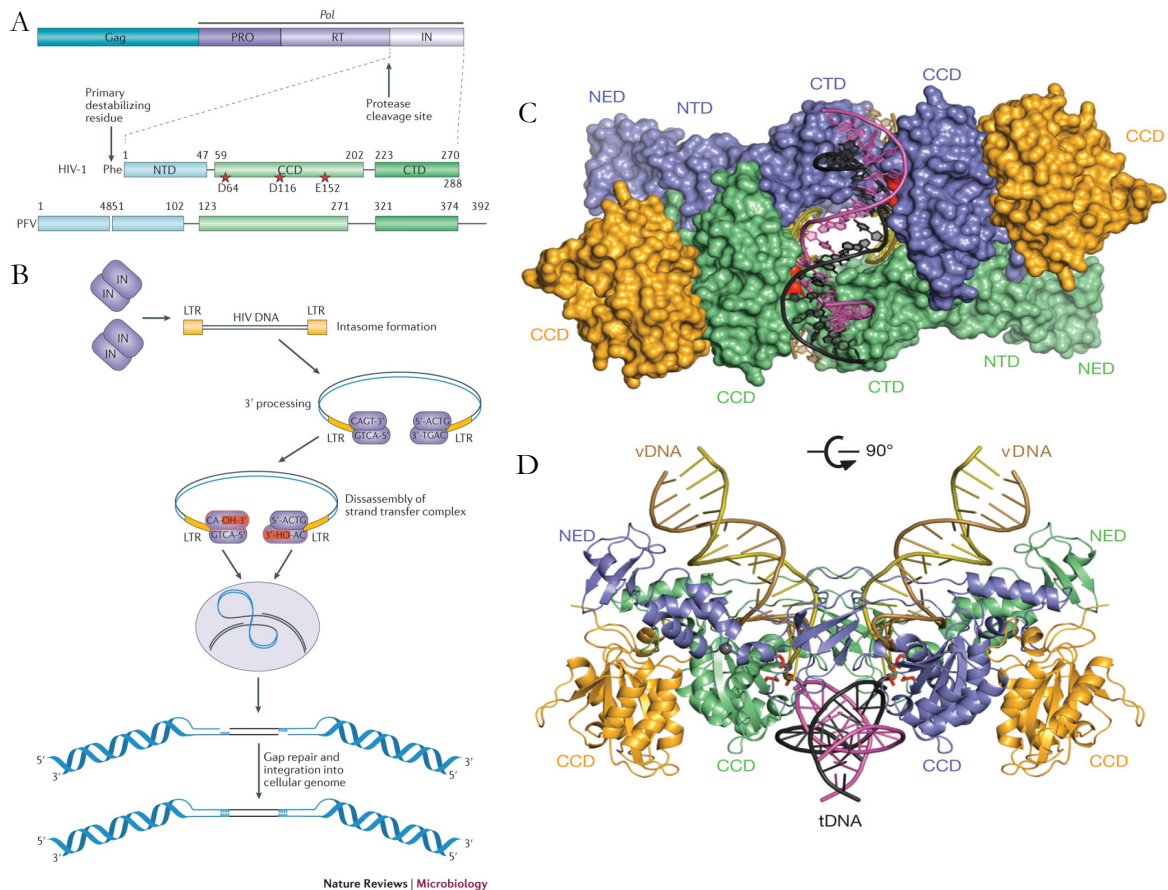 A
Pol
Gag
PRO
RT
IN
Primary
destabilizing
residue
Protease
cleavage site
HIV-1
Phe
1
47
59
202
223
270
NTD
CCD
CTD
D64
D116
E152
288
PFV
1
48
51
102
123
271
321
374
392
B
IN
IN
IN
IN
LTR
HIV DNA
LTR
Intasome formation
3′ processing
CAGT-3′
GTCA-5′
5′-ACTG
3′-TGAC
LTR
LTR
Dissassembly of
strand transfer complex
CA-OH-3′
GTCA-5′
5′-ACTG
3′-HO-AC
LTR
LTR
5′
3′
3′
5′
Gap repair and
integration into
cellular genome
5′
3′
3′
5′
Nature Reviews | Microbiology
C
NED
NTD
CTD
CCD
CCD
CCD
CCD
CTD
NTD
NED
D
90°
vDNA
vDNA
NED
NED
CCD
CCD
CCD
CCD
tDNA